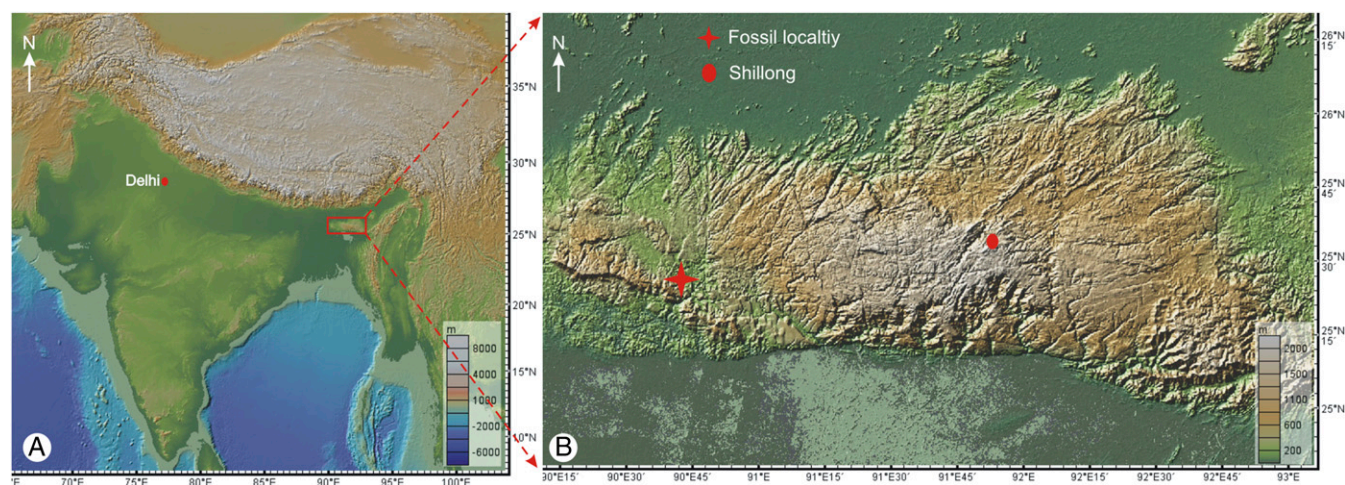 N
Delhi
35°N
30°N
25°N
20°N
15°N
10°N
m
8000
4000
1000
-2000
-6000
A
°E
70°E
75°E
80°E
85°E
90°E
95°E
100°E
N
Fossil localtiy
Shillong
26°N
15´
26°N
25°N
45´
25°N
30´
25°N
15´
25°N
m
2000
1500
1100
600
200
B
90°E15´
90°E30´
90°E45´
91°E
91°E15´
91°E30´
91°E45´
92°E
92°E15´
92°E30´
92°E45´
93°E